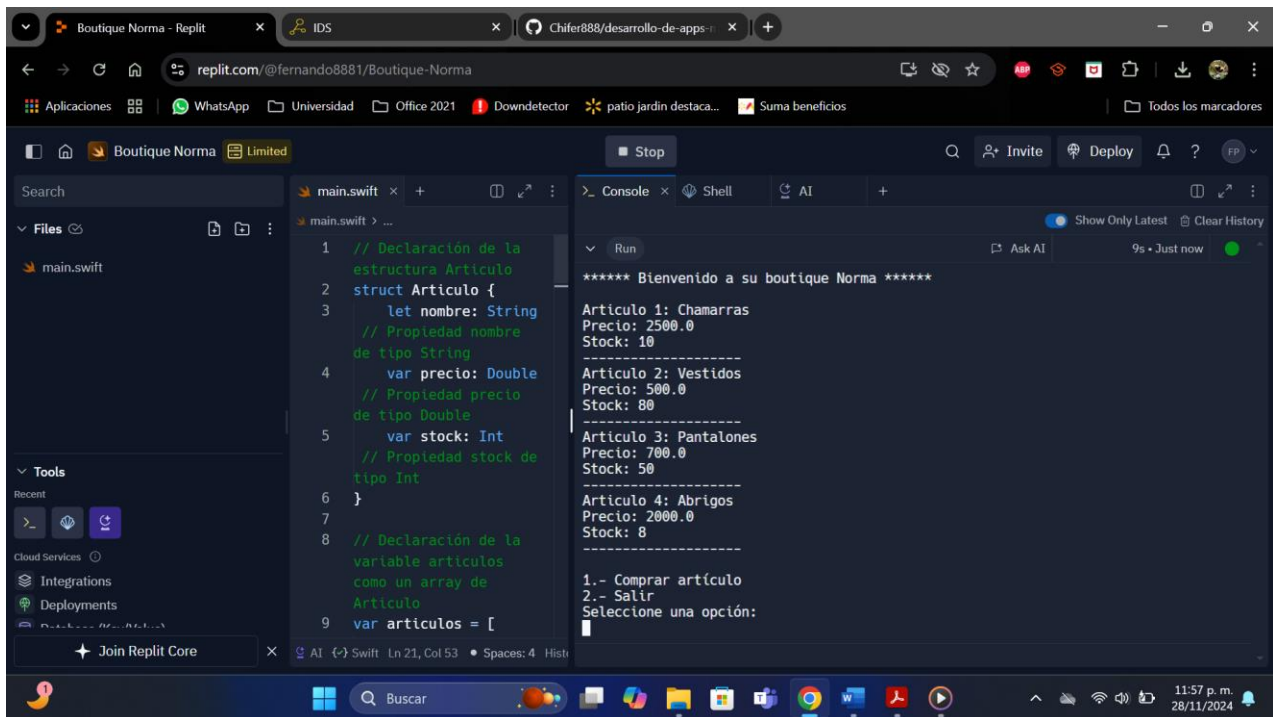 Boutique Norma - Replit
IDS
Chifer888/desarrollo-de-apps-
replit.com/@fernando8881/Boutique-Norma
ABP
Aplicaciones
WhatsApp
Universidad
Office 2021
Downdetector
patio jardin destaca...
Suma beneficios
Todos los marcadores
Boutique Norma
Limited
Stop
Invite
Deploy
?
FP
Search
Files
main.swift
main.swift
main.swift > ...
1 // Declaración de la
estructura Articulo
2 struct Articulo {
3 let nombre: String
// Propiedad nombre
de tipo String
4 var precio: Double
// Propiedad precio
de tipo Double
5 var stock: Int
// Propiedad stock de
tipo Int
6 }
7
8 // Declaración de la
variable articulos
como un array de
Articulo
9 var articulos = [
AI {✓} Swift Ln 21, Col 53 • Spaces: 4 Hist
Tools
Recent
Cloud Services
Integrations
Deployments
Database (Key/Value)
Join Replit Core
>_ Console
Shell
AI
Show Only Latest
Clear History
Run
Ask AI
9s • Just now
****** Bienvenido a su boutique Norma ******
Articulo 1: Chamarras
Precio: 2500.0
Stock: 10
--------------------
Articulo 2: Vestidos
Precio: 500.0
Stock: 80
--------------------
Articulo 3: Pantalones
Precio: 700.0
Stock: 50
--------------------
Articulo 4: Abrigos
Precio: 2000.0
Stock: 8
--------------------
1.- Comprar artículo
2.- Salir
Seleccione una opción:
1
Buscar
11:57 p. m.
28/11/2024